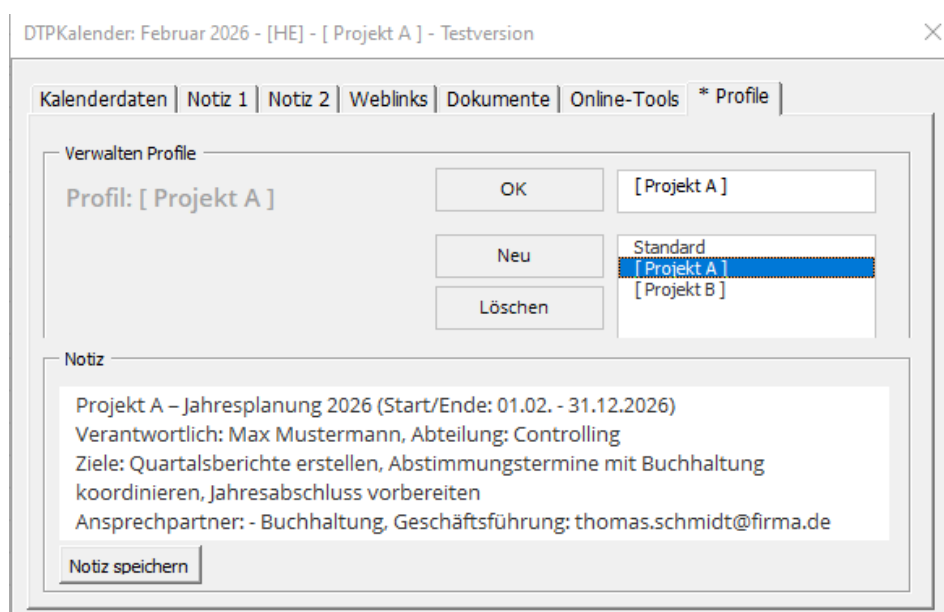 DTPKalender: Februar 2026 - [HE] - [ Projekt A ] - Testversion
Kalenderdaten Notiz 1 Notiz 2 Weblinks Dokumente Online-Tools * Profile
Verwalten Profile
Profil: [ Projekt A ]
OK
[ Projekt A ]
Neu
Löschen
Standard
[ Projekt A ]
[ Projekt B ]
Notiz
Projekt A – Jahresplanung 2026 (Start/Ende: 01.02. - 31.12.2026)
Verantwortlich: Max Mustermann, Abteilung: Controlling
Ziele: Quartalsberichte erstellen, Abstimmungstermine mit Buchhaltung
koordinieren, Jahresabschluss vorbereiten
Ansprechpartner: - Buchhaltung, Geschäftsführung: thomas.schmidt@firma.de
Notiz speichern